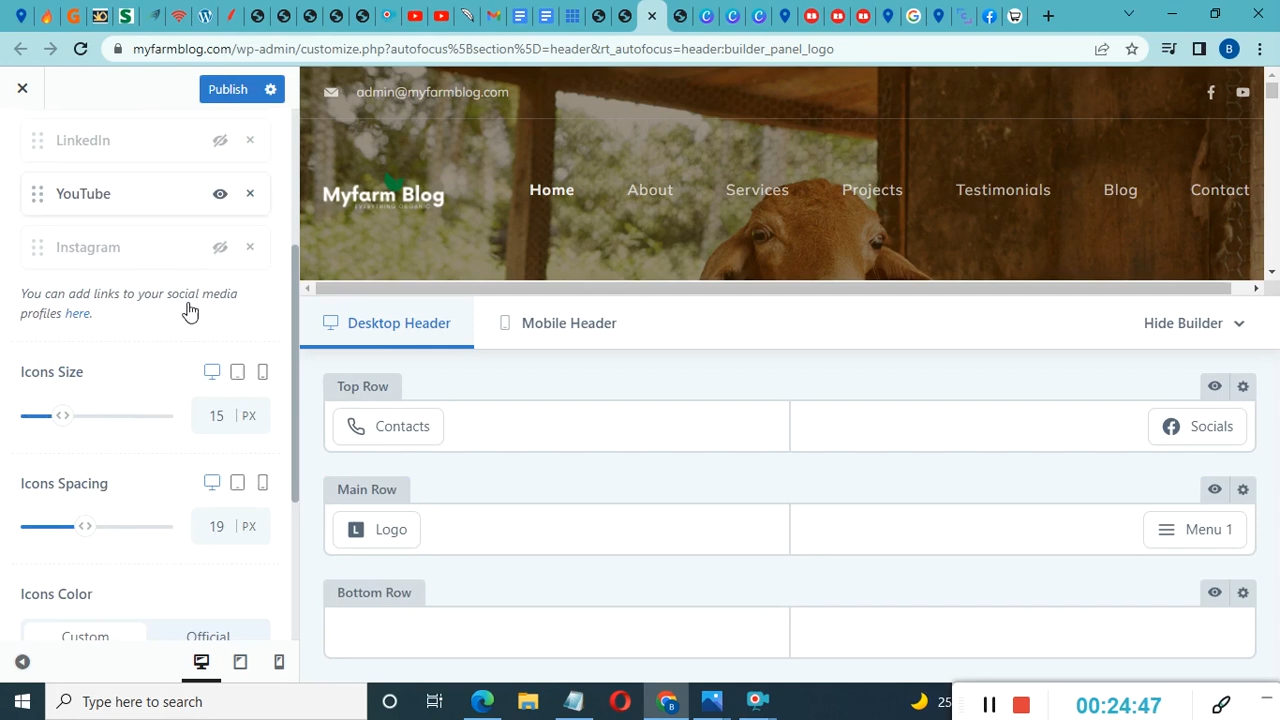 myfarmblog.com/wp-admin/customize.php?autofocus%5Bsection%5D=header&rt_autofocus=header:builder_panel_logo
B
Publish
admin@myfarmblog.com
LinkedIn
YouTube
Myfarm Blog
EVERYTHING ORGANIC
Home About Services Projects Testimonials Blog Contact
Instagram
You can add links to your social media
profiles here.
Desktop Header
Mobile Header
Hide Builder
Icons Size
15 PX
Top Row
Contacts
Socials
Icons Spacing
19 PX
Main Row
L Logo
Menu 1
Icons Color
Custom Official
Bottom Row
Type here to search
25
00:24:47